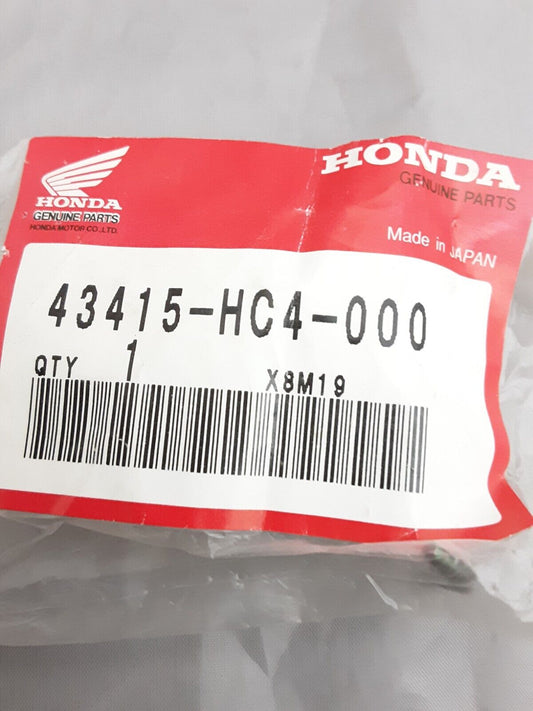 HONDA
GENUINE PARTS
HONDA MOTOR CO., LTD.
HONDA
GENUINE PARTS
Made in JAPAN
43415-HC4-000
QTY 1 X8M19